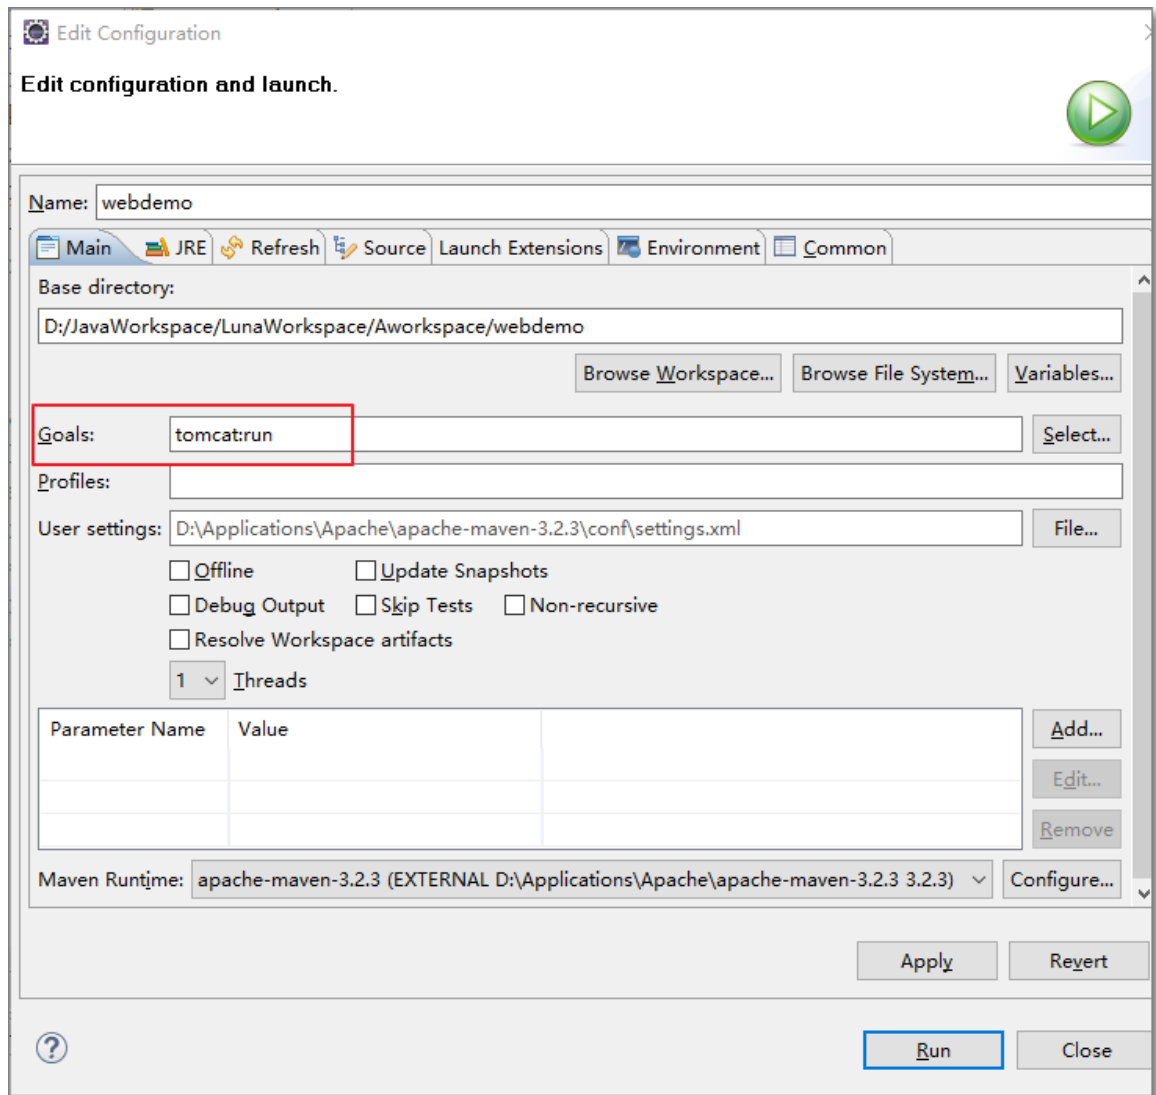 Edit Configuration
Edit configuration and launch.
Name: webdemo
Main JRE Refresh Source Launch Extensions Environment Common
Base directory:
D:/JavaWorkspace/LunaWorkspace/Aworkspace/webdemo
Browse Workspace... Browse File System... Variables...
Goals: tomcat:run Select...
Profiles:
User settings: D:\Applications\Apache\apache-maven-3.2.3\conf\settings.xml File...
Offline Update Snapshots
Debug Output Skip Tests Non-recursive
Resolve Workspace artifacts
1 Threads
Parameter Name Value Add...
Edit...
Remove
Maven Runtime: apache-maven-3.2.3 (EXTERNAL D:\Applications\Apache\apache-maven-3.2.3 3.2.3) Configure...
Apply Revert
? Run Close